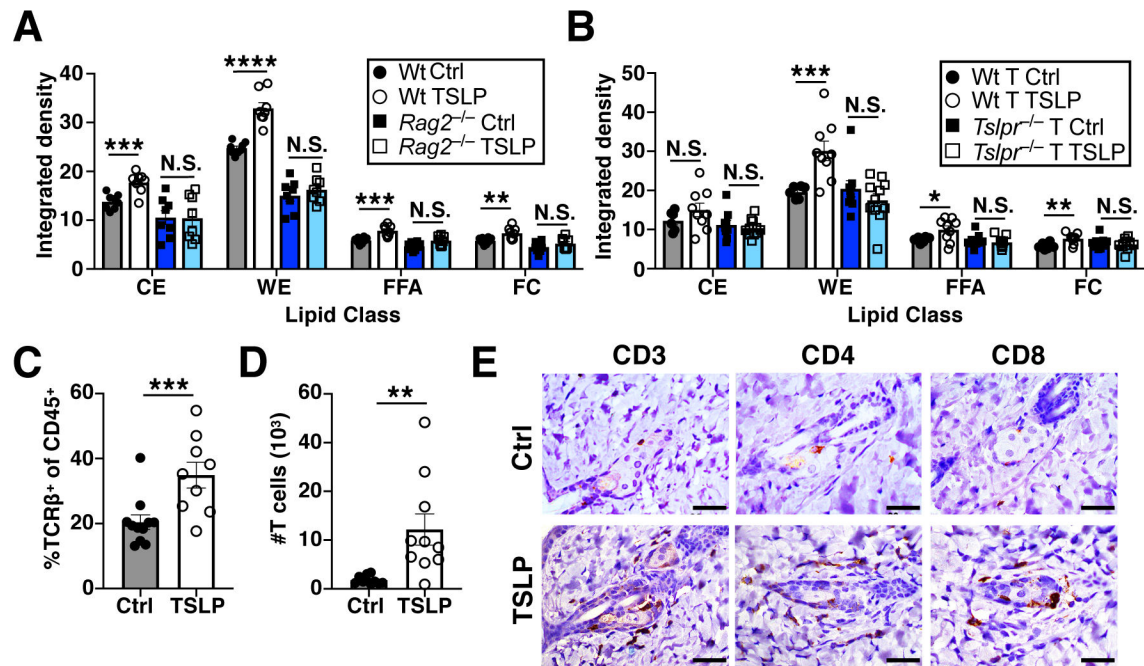 A
Integrated density
40
30
20
10
0
***
N.S.
****
N.S.
***
N.S.
**
N.S.
Wt Ctrl
Wt TSLP
Rag2–/– Ctrl
Rag2–/– TSLP
CE WE FFA FC
Lipid Class
B
Integrated density
50
40
30
20
10
0
N.S.
N.S.
***
N.S.
*
N.S.
**
N.S.
Wt T Ctrl
Wt T TSLP
Tslpr–/– T Ctrl
Tslpr–/– T TSLP
CE WE FFA FC
Lipid Class
C
%TCRβ+ of CD45+
60
40
20
0
***
Ctrl TSLP
D
#T cells (10³)
60
40
20
10
0
**
Ctrl TSLP
E
CD3 CD4 CD8
Ctrl
TSLP